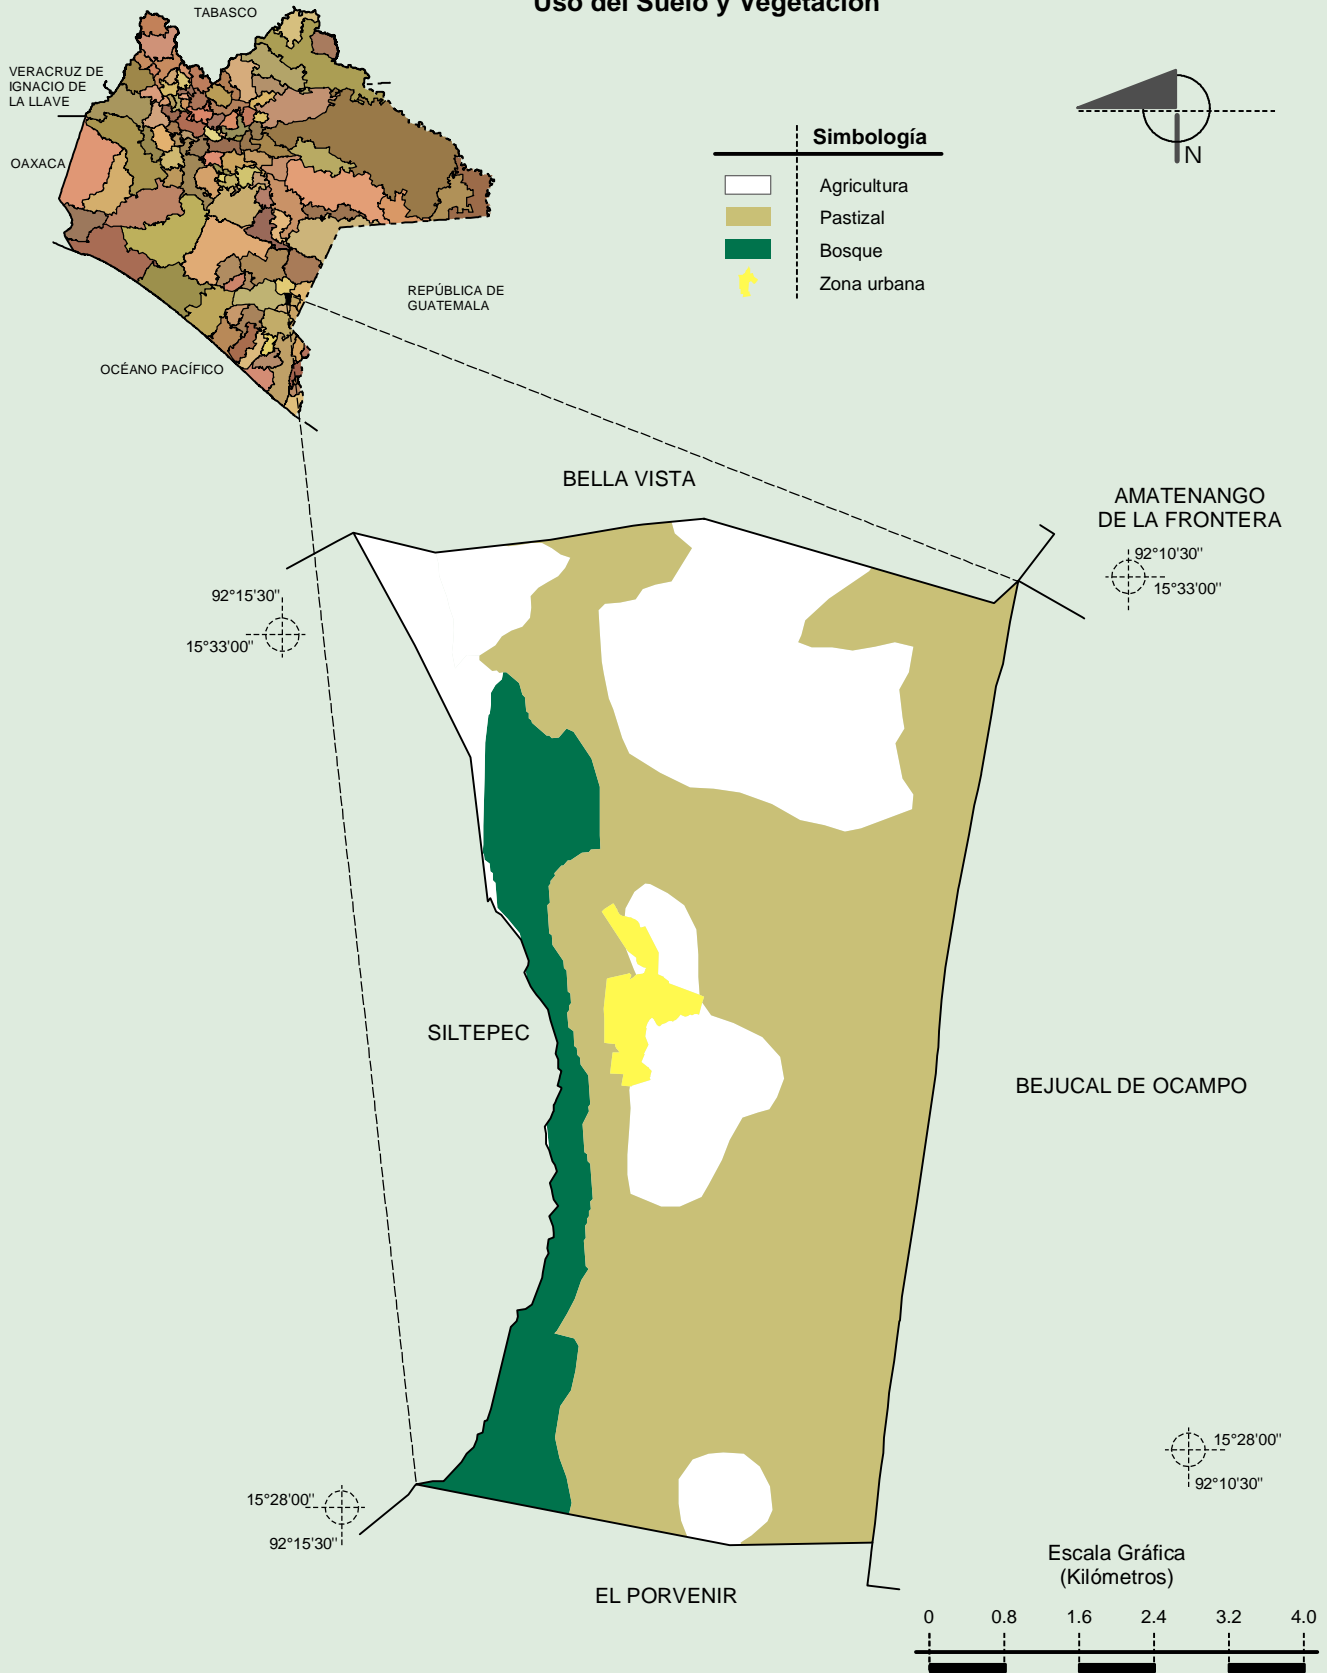 Uso del Suelo y Vegetación
TABASCO
VERACRUZ DE
IGNACIO DE
LA LLAVE
OAXACA
REPÚBLICA DE
GUATEMALA
OCÉANO PACÍFICO
N
Simbología
Agricultura
Pastizal
Bosque
Zona urbana
BELLA VISTA
AMATENANGO
DE LA FRONTERA
92°10'30"
15°33'00"
92°15'30"
15°33'00"
SILTEPEC
BEJUCAL DE OCAMPO
15°28'00"
92°10'30"
15°28'00"
92°15'30"
EL PORVENIR
Escala Gráfica
(Kilómetros)
0 0.8 1.6 2.4 3.2 4.0